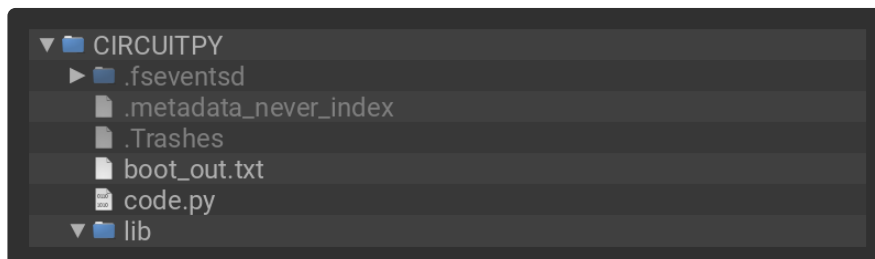 CIRCUITPY
.fseventsd
.metadata_never_index
.Trashes
boot_out.txt
code.py
lib